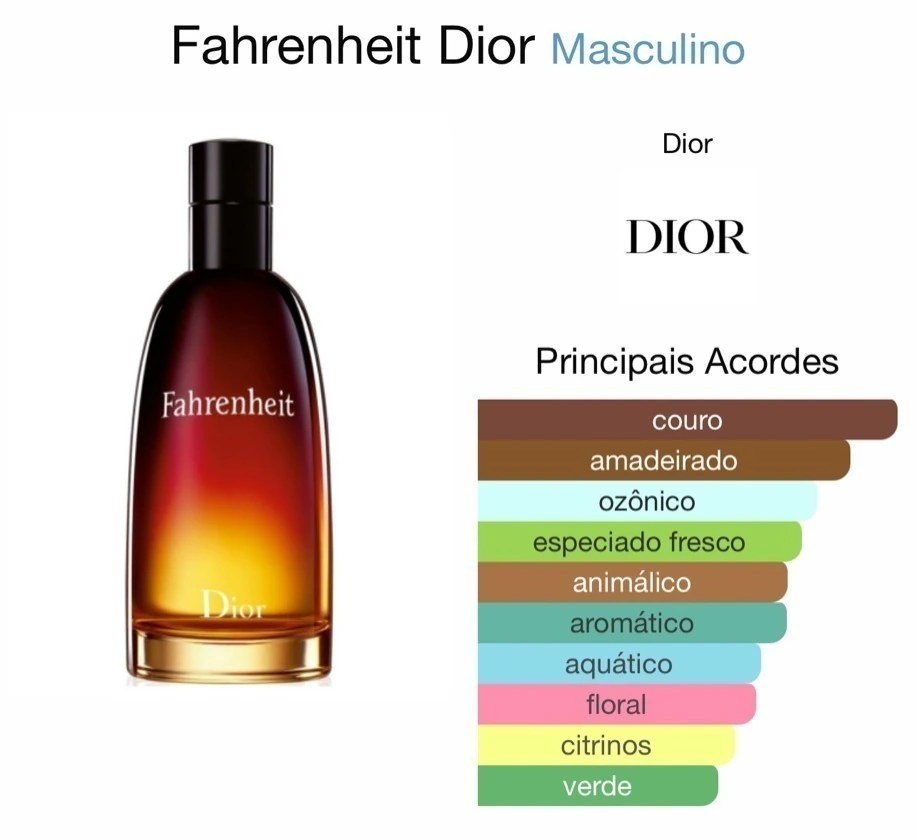 Fahrenheit Dior Masculino
Fahrenheit
Dior
Dior
DIOR
Principais Acordes
couro
amadeirado
ozônico
especiado fresco
animálico
aromático
aquático
floral
citrinos
verde